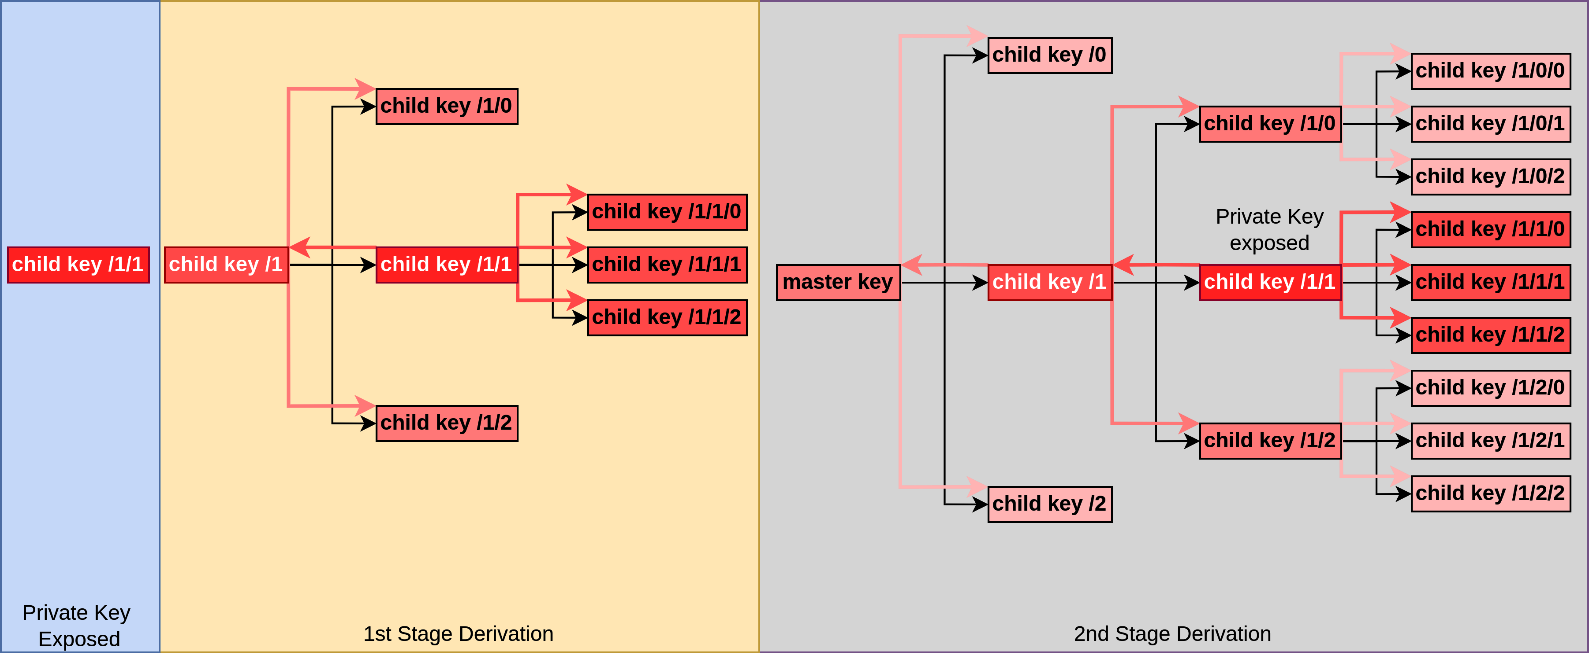 child key /1/1
Private Key
Exposed
child key /1/0
child key /1/1/0
child key /1
child key /1/1
child key /1/1/1
child key /1/1/2
child key /1/2
1st Stage Derivation
child key /0
child key /1/0/0
child key /1/0
child key /1/0/1
child key /1/0/2
Private Key
exposed
child key /1/1/0
master key
child key /1
child key /1/1
child key /1/1/1
child key /1/1/2
child key /1/2/0
child key /1/2
child key /1/2/1
child key /2
child key /1/2/2
2nd Stage Derivation